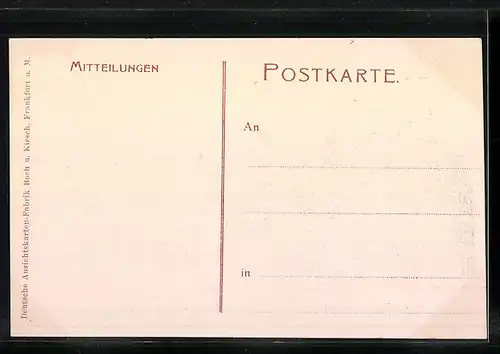 Deutsche Ansichtskarten-Fabrik Roch u. Kirsch, Frankfurt a. M.
MITTEILUNGEN
POSTKARTE.
An
in